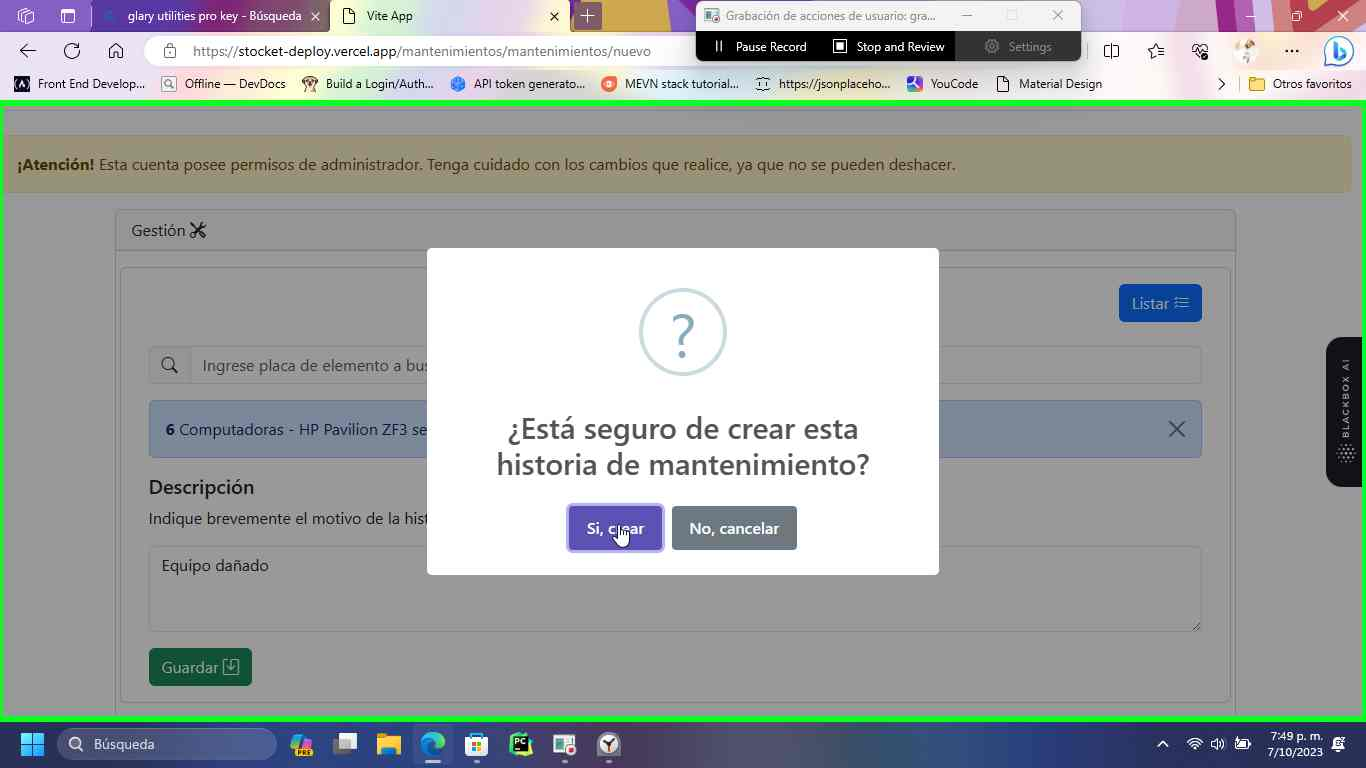 glary utilities pro key - Búsqueda
Vite App
Grabación de acciones de usuario: gra...
Pause Record
Stop and Review
Settings
https://stocket-deploy.vercel.app/mantenimientos/mantenimientos/nuevo
Front End Develop...
Offline — DevDocs
Build a Login/Auth...
API token generato...
MEVN stack tutorial...
https://jsonplaceho...
YouCode
Material Design
Otros favoritos
¡Atención! Esta cuenta posee permisos de administrador. Tenga cuidado con los cambios que realice, ya que no se pueden deshacer.
Gestión
Listar
Ingrese placa de elemento a bus
6 Computadoras - HP Pavilion ZF3 se
Descripción
Indique brevemente el motivo de la hist
Equipo dañado
Guardar
?
¿Está seguro de crear esta
historia de mantenimiento?
Si, crear
No, cancelar
BLACKBOX AI
Búsqueda
PRE
PC
7:49 p. m.
7/10/2023